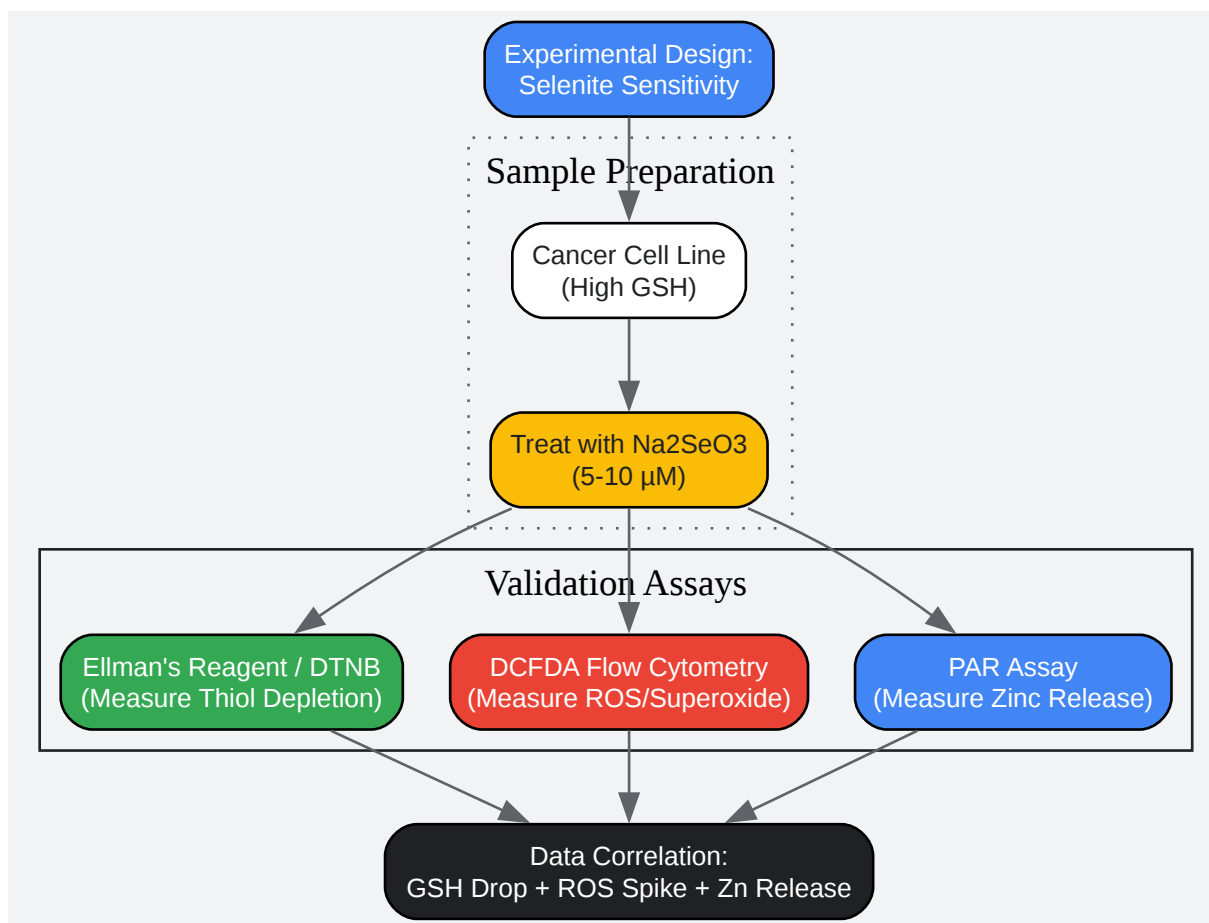 Experimental Design:
Selenite Sensitivity
Sample Preparation
Cancer Cell Line
(High GSH)
Treat with Na2SeO3
(5-10 µM)
Validation Assays
Ellman's Reagent / DTNB
(Measure Thiol Depletion)
DCFDA Flow Cytometry
(Measure ROS/Superoxide)
PAR Assay
(Measure Zinc Release)
Data Correlation:
GSH Drop + ROS Spike + Zn Release